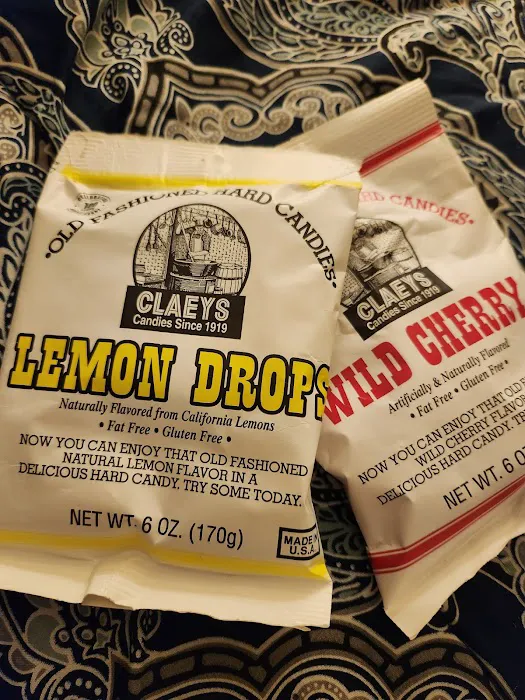 •OLD FASHIONED HARD CANDIES•
CLAEYS
Candies Since 1919
LEMON DROPS
Naturally Flavored from California Lemons
• Fat Free • Gluten Free •
NOW YOU CAN ENJOY THAT OLD FASHIONED
NATURAL LEMON FLAVOR IN A
DELICIOUS HARD CANDY. TRY SOME TODAY.
NET WT. 6 OZ. (170g)
MADE IN
U.S.A.
CANDIES•
CLAEYS
Candies Since 1919
WILD CHERRY
Artificially & Naturally Flavored
• Fat Free • Gluten Free •
NOW YOU CAN ENJOY THAT OLD
WILD CHERRY FLAVOR
DELICIOUS HARD CANDY.
NET WT. 6 OZ